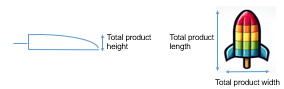 Total product
height
Total product
length
Total product width